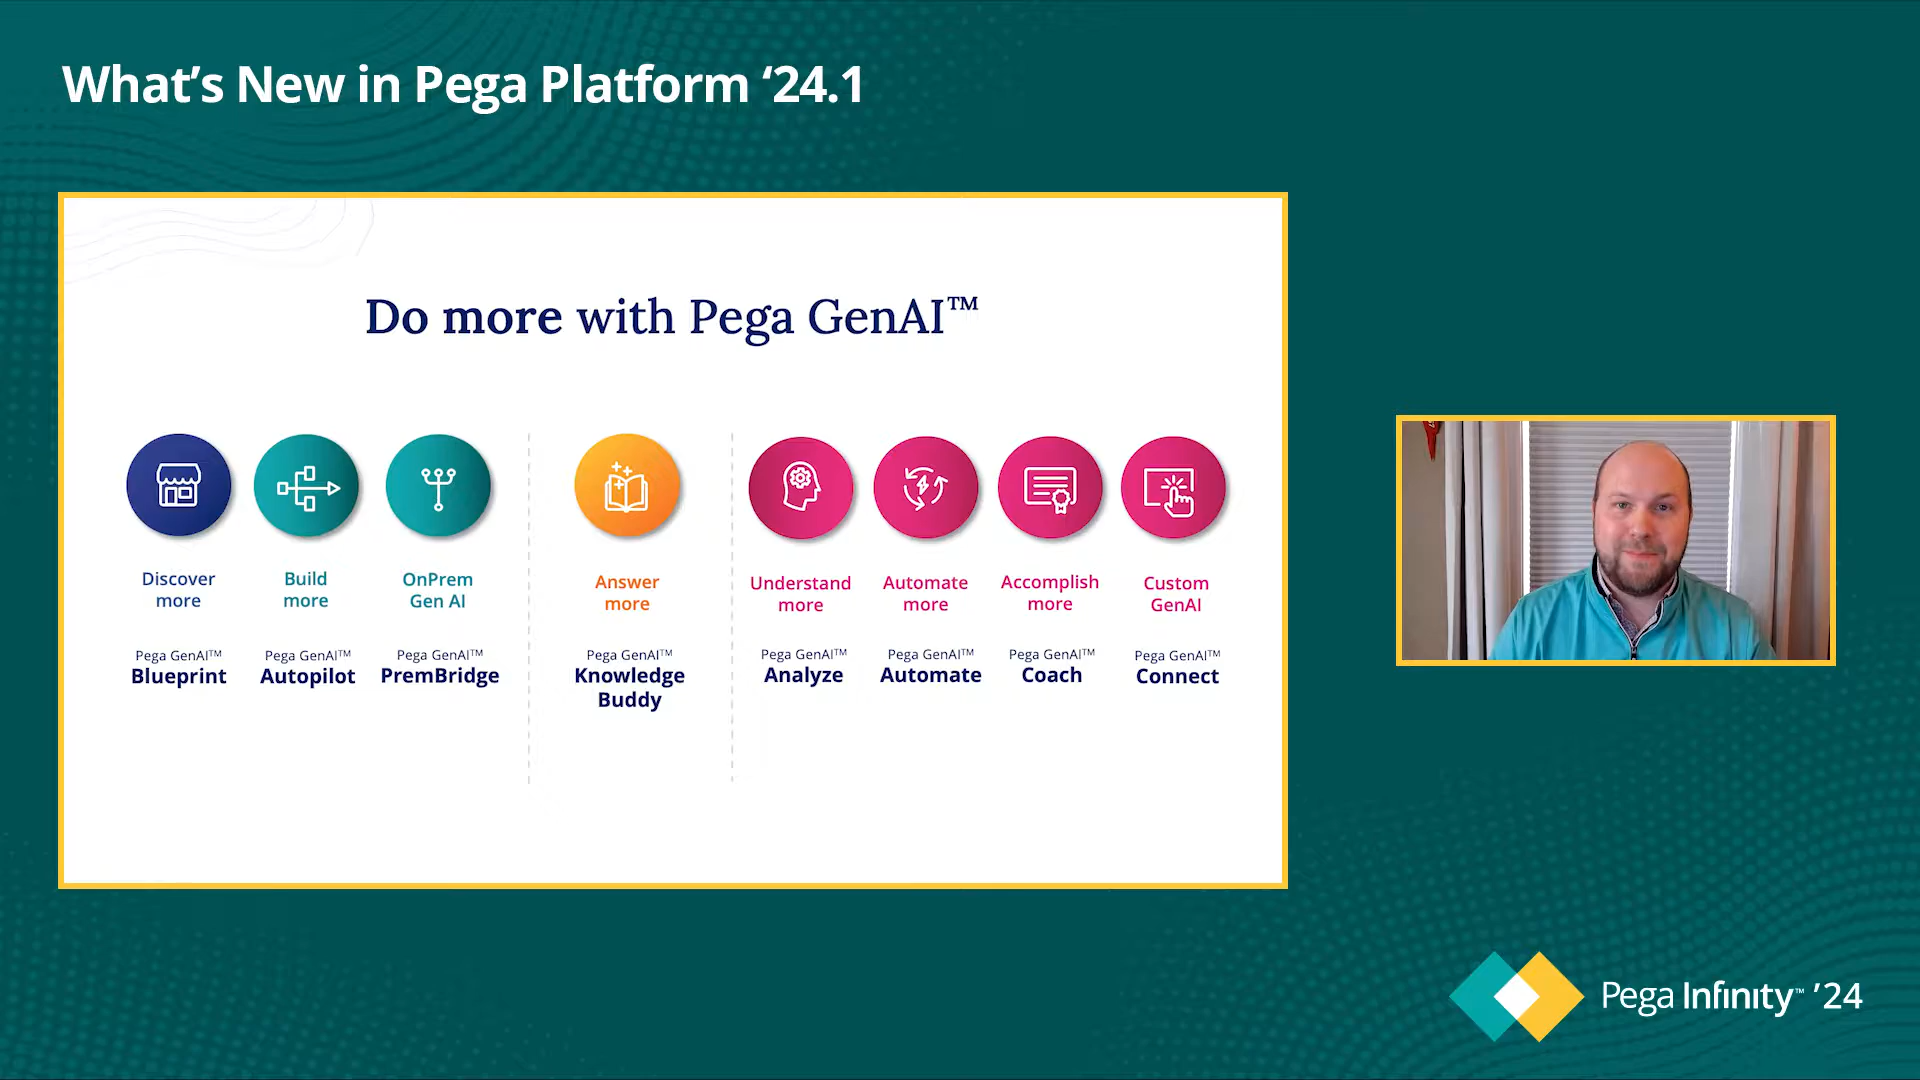 What's New in Pega Platform ‘24.1
Do more with Pega GenAI™
Discover
more
Pega GenAI™
Blueprint
Build
more
Pega GenAI™
Autopilot
OnPrem
Gen AI
Pega GenAI™
PremBridge
Answer
more
Pega GenAI™
Knowledge
Buddy
Understand
more
Pega GenAI™
Analyze
Automate
more
Pega GenAI™
Automate
Accomplish
more
Pega GenAI™
Coach
Custom
GenAI
Pega GenAI™
Connect
Pega Infinity™ ’24